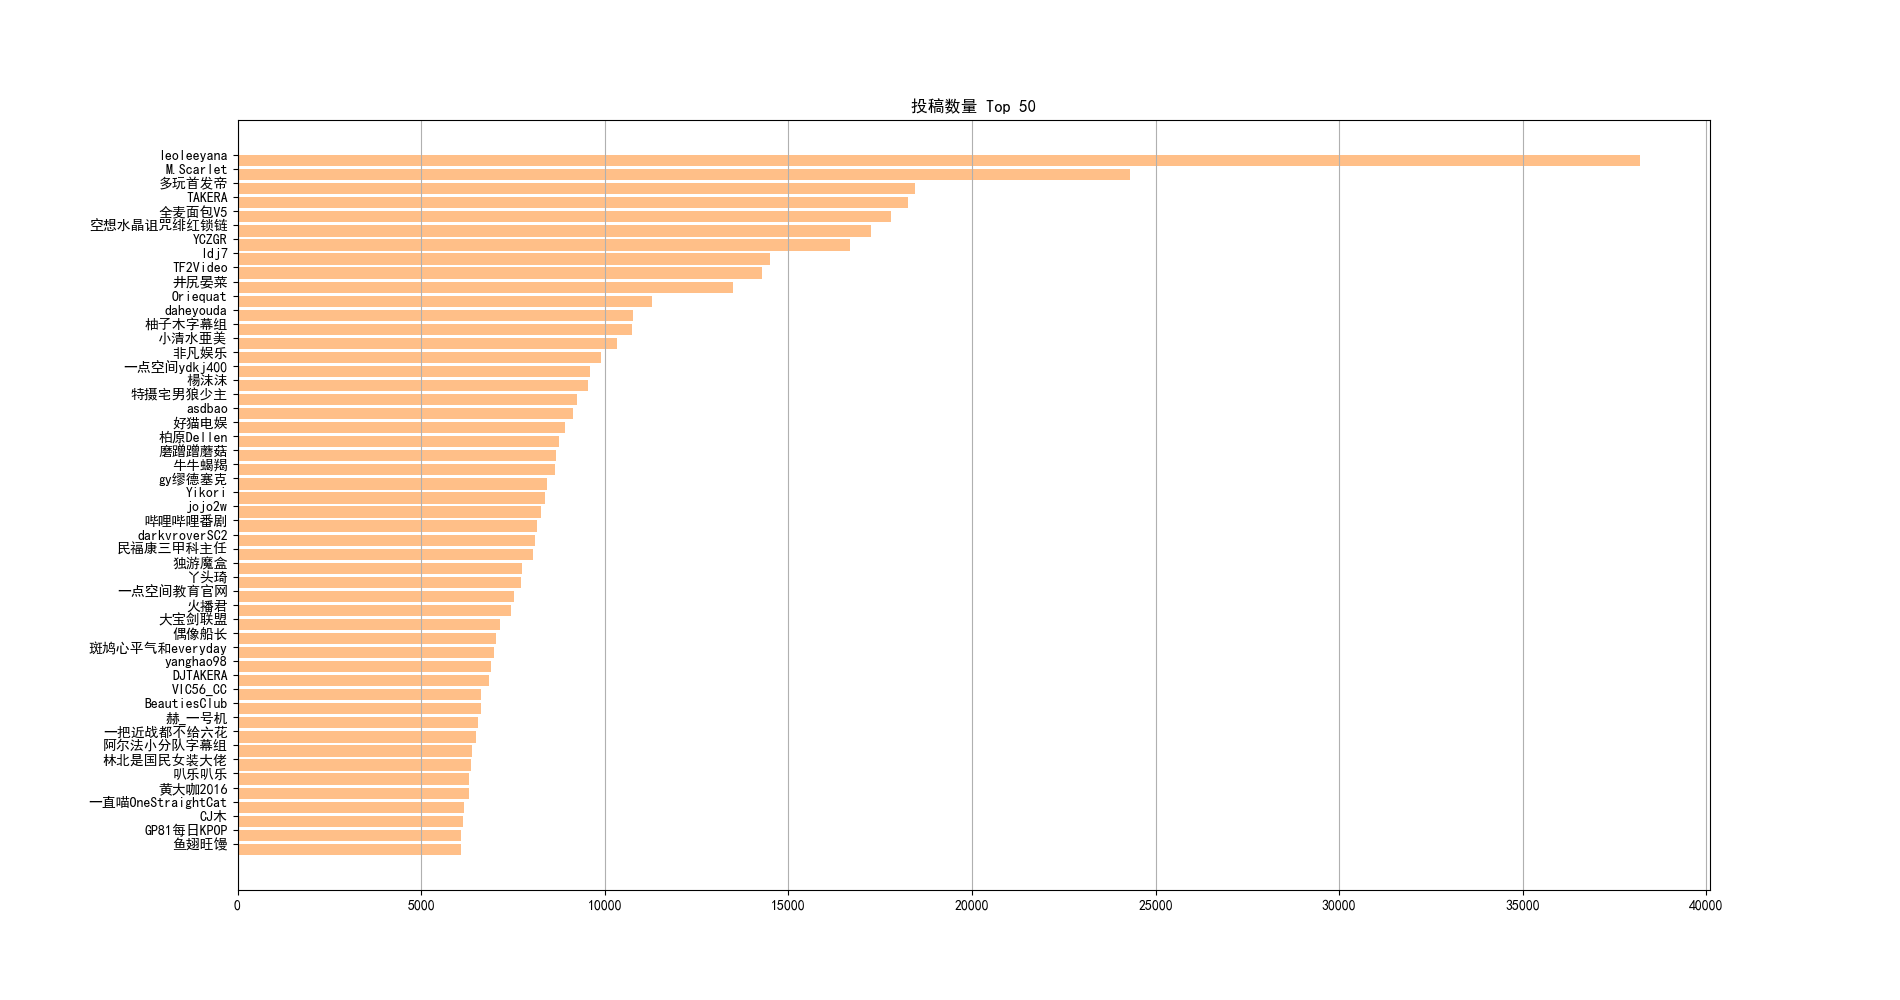 投稿数量 Top 50
leoleeyana
M.Scarlet
多玩首发帝
TAKERA
全麦面包V5
空想水晶诅咒绯红锁链
YCZGR
ldj7
TF2Video
井尻晏菜
Oriequat
daheyouda
柚子木字幕组
小清水亜美
非凡娱乐
一点空间ydkj400
楊沫沫
特摄宅男狼少主
asdbao
好猫电娱
柏原Dellen
磨蹭蹭蘑菇
牛牛蝎羯
gy缪德塞克
Yikori
jojo2w
哔哩哔哩番剧
darkvroverSC2
民福康三甲科主任
独游魔盒
丫头琦
一点空间教育官网
火播君
大宝剑联盟
偶像船长
斑鸠心平气和everyday
yanghao98
DJTAKERA
VIC56_CC
BeautiesClub
赫_一号机
一把近战都不给六花
阿尔法小分队字幕组
林北是国民女装大佬
叭乐叭乐
黄大咖2016
一直喵OneStraightCat
CJ木
GP81每日KPOP
鱼翅旺馒
0 5000 10000 15000 20000 25000 30000 35000 40000